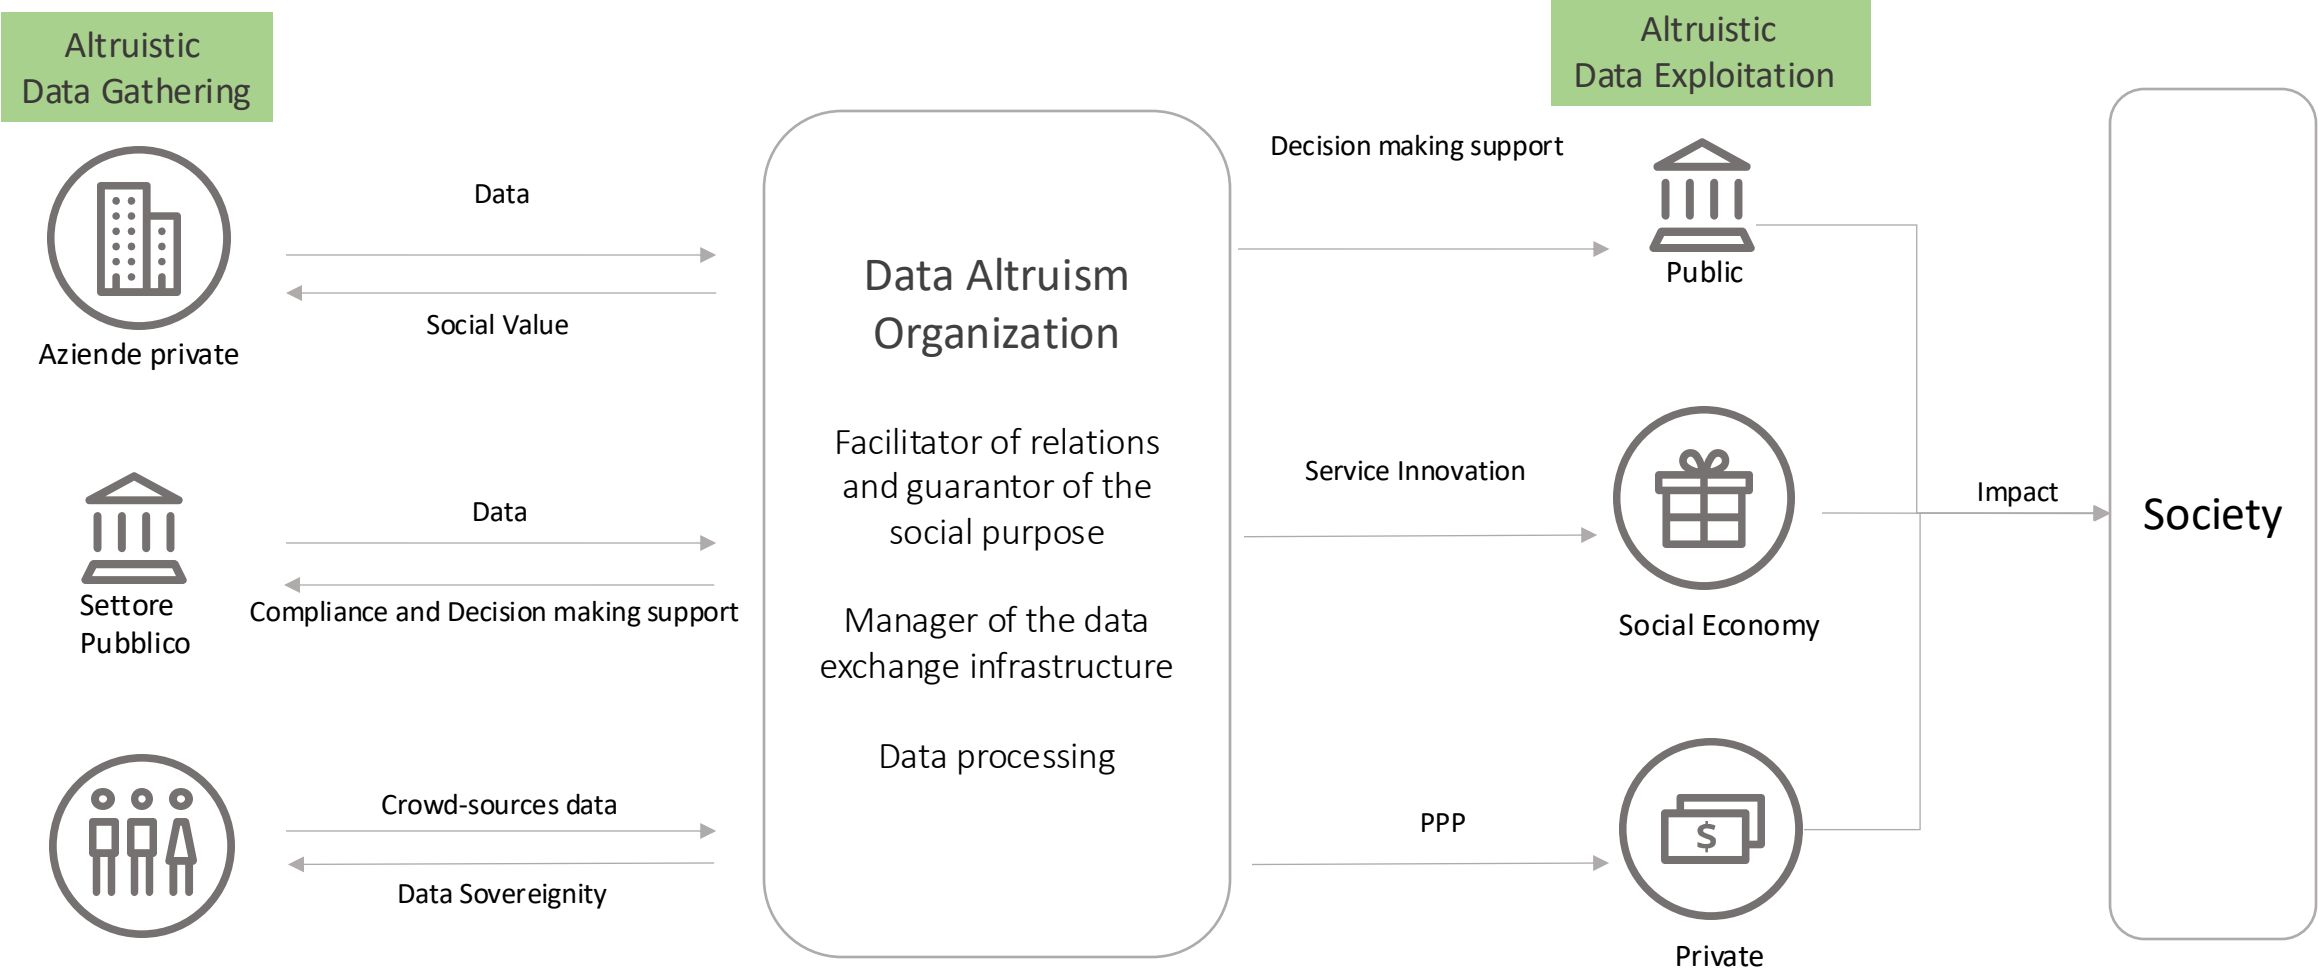 Altruistic
Data Gathering
Aziende private
Data
Social Value
Settore
Pubblico
Data
Compliance and Decision making support
Crowd-sources data
Data Sovereignity
Data Altruism
Organization
Facilitator of relations
and guarantor of the
social purpose
Manager of the data
exchange infrastructure
Data processing
Altruistic
Data Exploitation
Decision making support
Public
Service Innovation
Social Economy
PPP
$
Private
Impact
Society